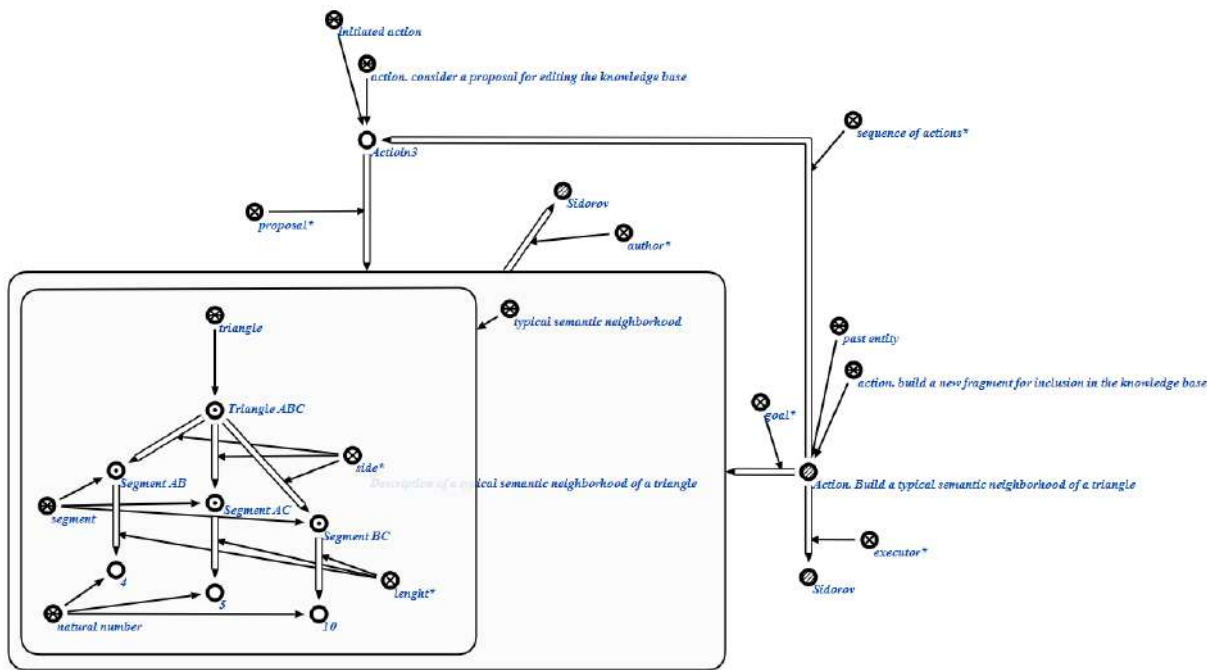 initiated action
action. consider a proposal for editing the knowledge base
sequence of actions*
Actioin3
Sidorov
proposal*
author*
typical semantic neighborhood
triangle
past entity
action. build a new fragment for inclusion in the knowledge base
Triangle ABC
goal*
side*
Segment AB
Description of a typical semantic neighborhood of a triangle
Action. Build a typical semantic neighborhood of a triangle
Segment AC
segment
Segment BC
executor*
4
lenght*
Sidorov
5
natural number
10